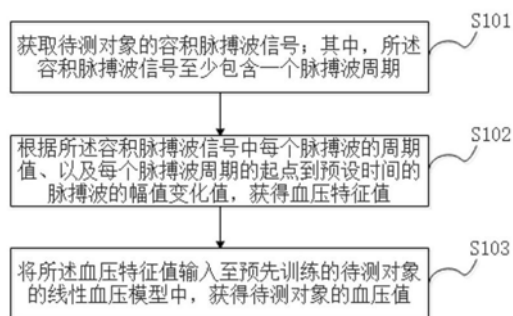 S101
获取待测对象的容积脉搏波信号；其中，所述
容积脉搏波信号至少包含一个脉搏波周期
S102
根据所述容积脉搏波信号中每个脉搏波的周期
值、以及每个脉搏波周期的起点到预设时间的
脉搏波的幅值变化值，获得血压特征值
S103
将所述血压特征值输入至预先训练的待测对象
的线性血压模型中，获得待测对象的血压值